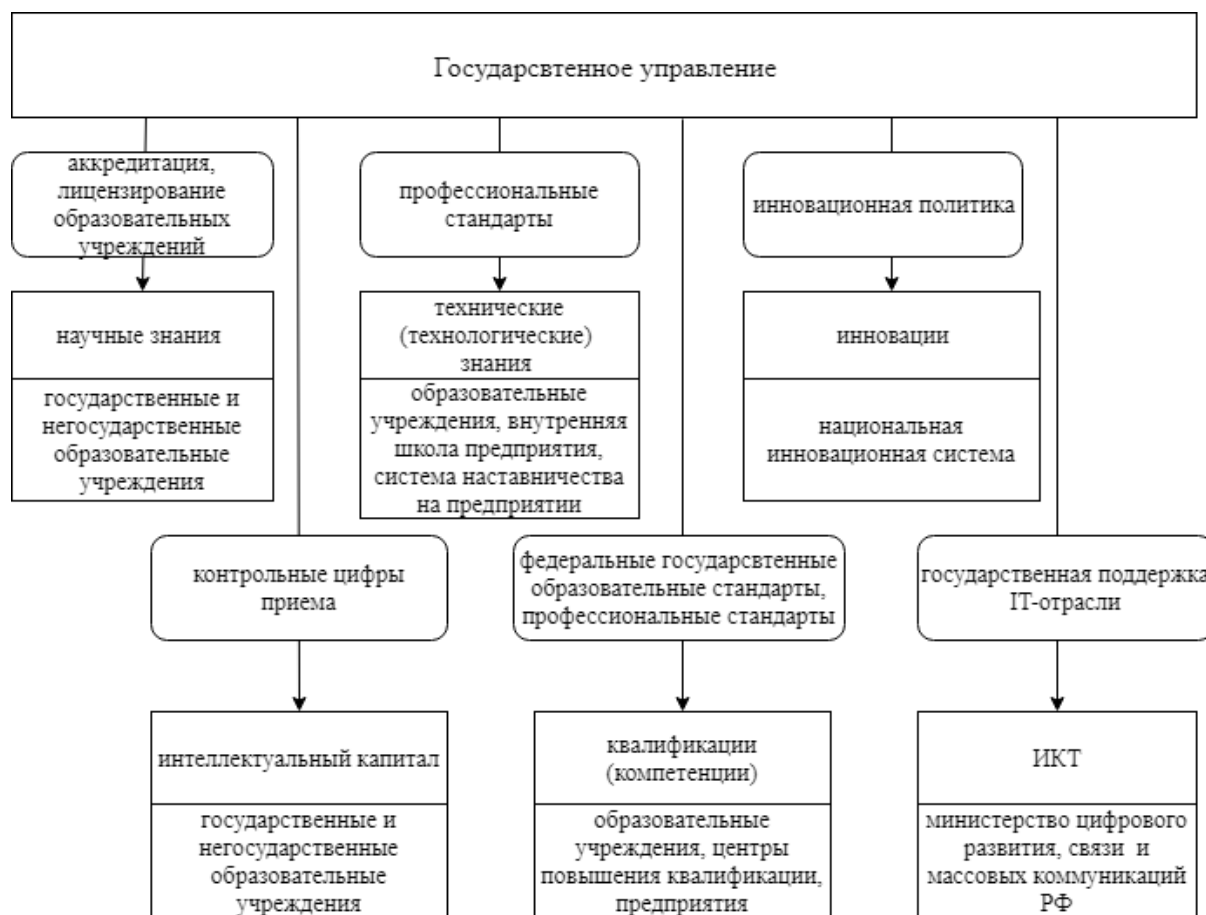 Государсвтенное управление
аккредитация,
лицензирование
образовательных
учреждений
профессиональные
стандарты
инновационная политика
научные знания
государственные и
негосударственные
образовательные
учреждения
технические
(технологические)
знания
образовательные
учреждения, внутренняя
школа предприятия,
система наставничества
на предприятии
инновации
национальная
инновационная система
контрольные цифры
приема
федеральные государсвтенные
образовательные стандарты,
профессиональные стандарты
государственная поддержка
IT-отрасли
интеллектуальный капитал
государственные и
негосударственные
образовательные
учреждения
квалификации
(компетенции)
образовательные
учреждения, центры
повышения квалификации,
предприятия
ИКТ
министерство цифрового
развития, связи и
массовых коммуникаций
РФ